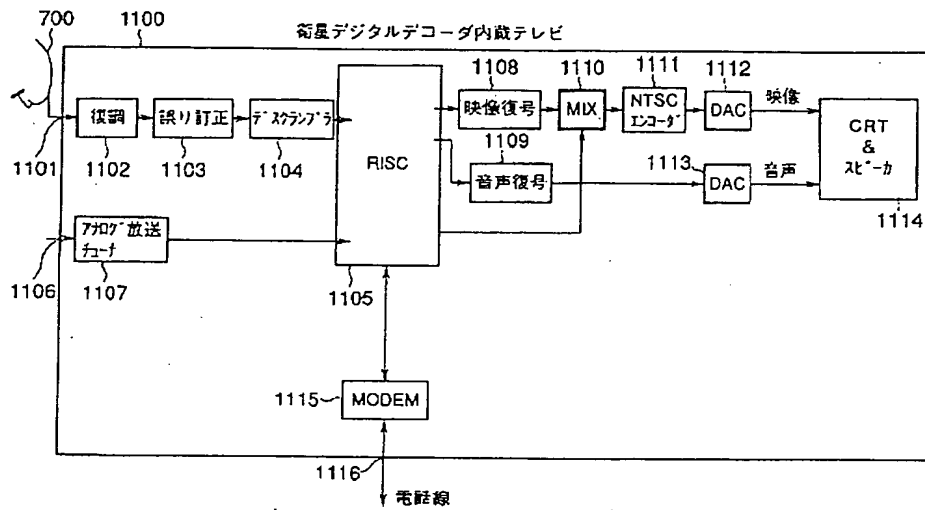 700
1100
衛星デジタルデコーダ内蔵テレビ
1108
1110
1111
1112
1101
復調
誤り訂正
デスクランブラ
RISC
映像復号
MIX
NTSC
エンコーダ
DAC
映像
CRT
&
スピーカ
1102
1103
1104
1109
音声復号
1113
DAC
音声
1114
1106
アナログ放送
チューナ
1107
1105
1115
MODEM
1116
電話線